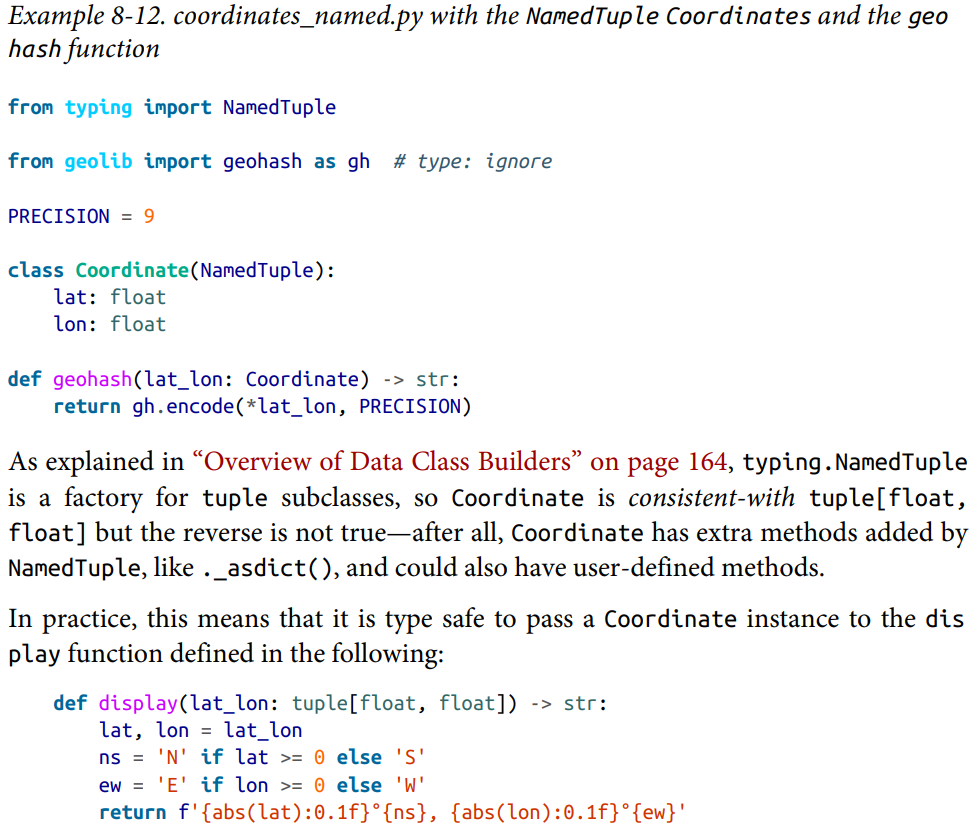 Example 8-12. coordinates_named.py with the NamedTuple Coordinates and the geo
hash function
from typing import NamedTuple
from geolib import geohash as gh  # type: ignore
PRECISION = 9
class Coordinate(NamedTuple):
    lat: float
    lon: float
def geohash(lat_lon: Coordinate) -> str:
    return gh.encode(*lat_lon, PRECISION)
As explained in “Overview of Data Class Builders” on page 164, typing.NamedTuple
is a factory for tuple subclasses, so Coordinate is consistent-with tuple[float,
float] but the reverse is not true—after all, Coordinate has extra methods added by
NamedTuple, like ._asdict(), and could also have user-defined methods.
In practice, this means that it is type safe to pass a Coordinate instance to the dis
play function defined in the following:
    def display(lat_lon: tuple[float, float]) -> str:
        lat, lon = lat_lon
        ns = 'N' if lat >= 0 else 'S'
        ew = 'E' if lon >= 0 else 'W'
        return f'{abs(lat):0.1f}°{ns}, {abs(lon):0.1f}°{ew}'